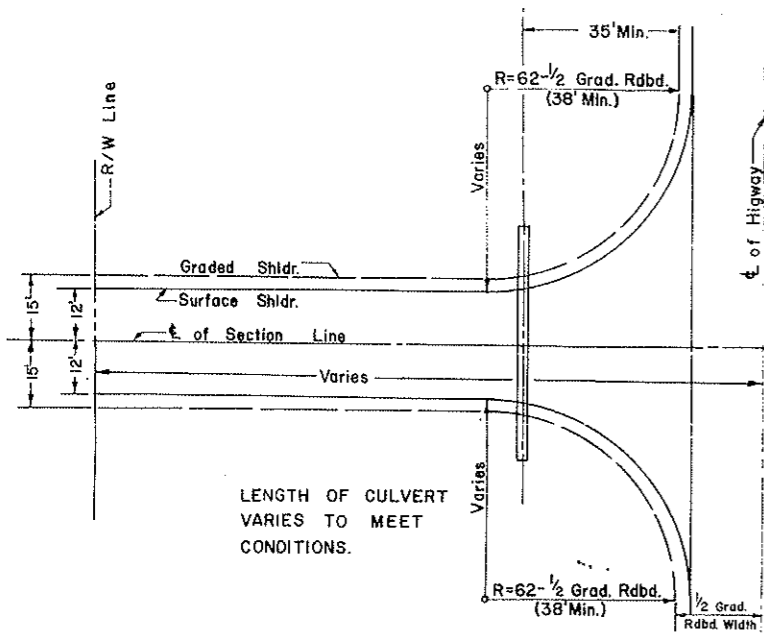 35' Min.
R=62-1/2 Grad. Rdbd.
(38' Min.)
R/W Line
Varies
℄ of Higway
Graded Shldr.
15'
12'
Surface Shldr.
℄ of Section Line
15'
12'
Varies
LENGTH OF CULVERT
VARIES TO MEET
CONDITIONS.
Varies
R=62-1/2 Grad. Rdbd.
(38' Min.)
1/2 Grad.
Rdbd. Width